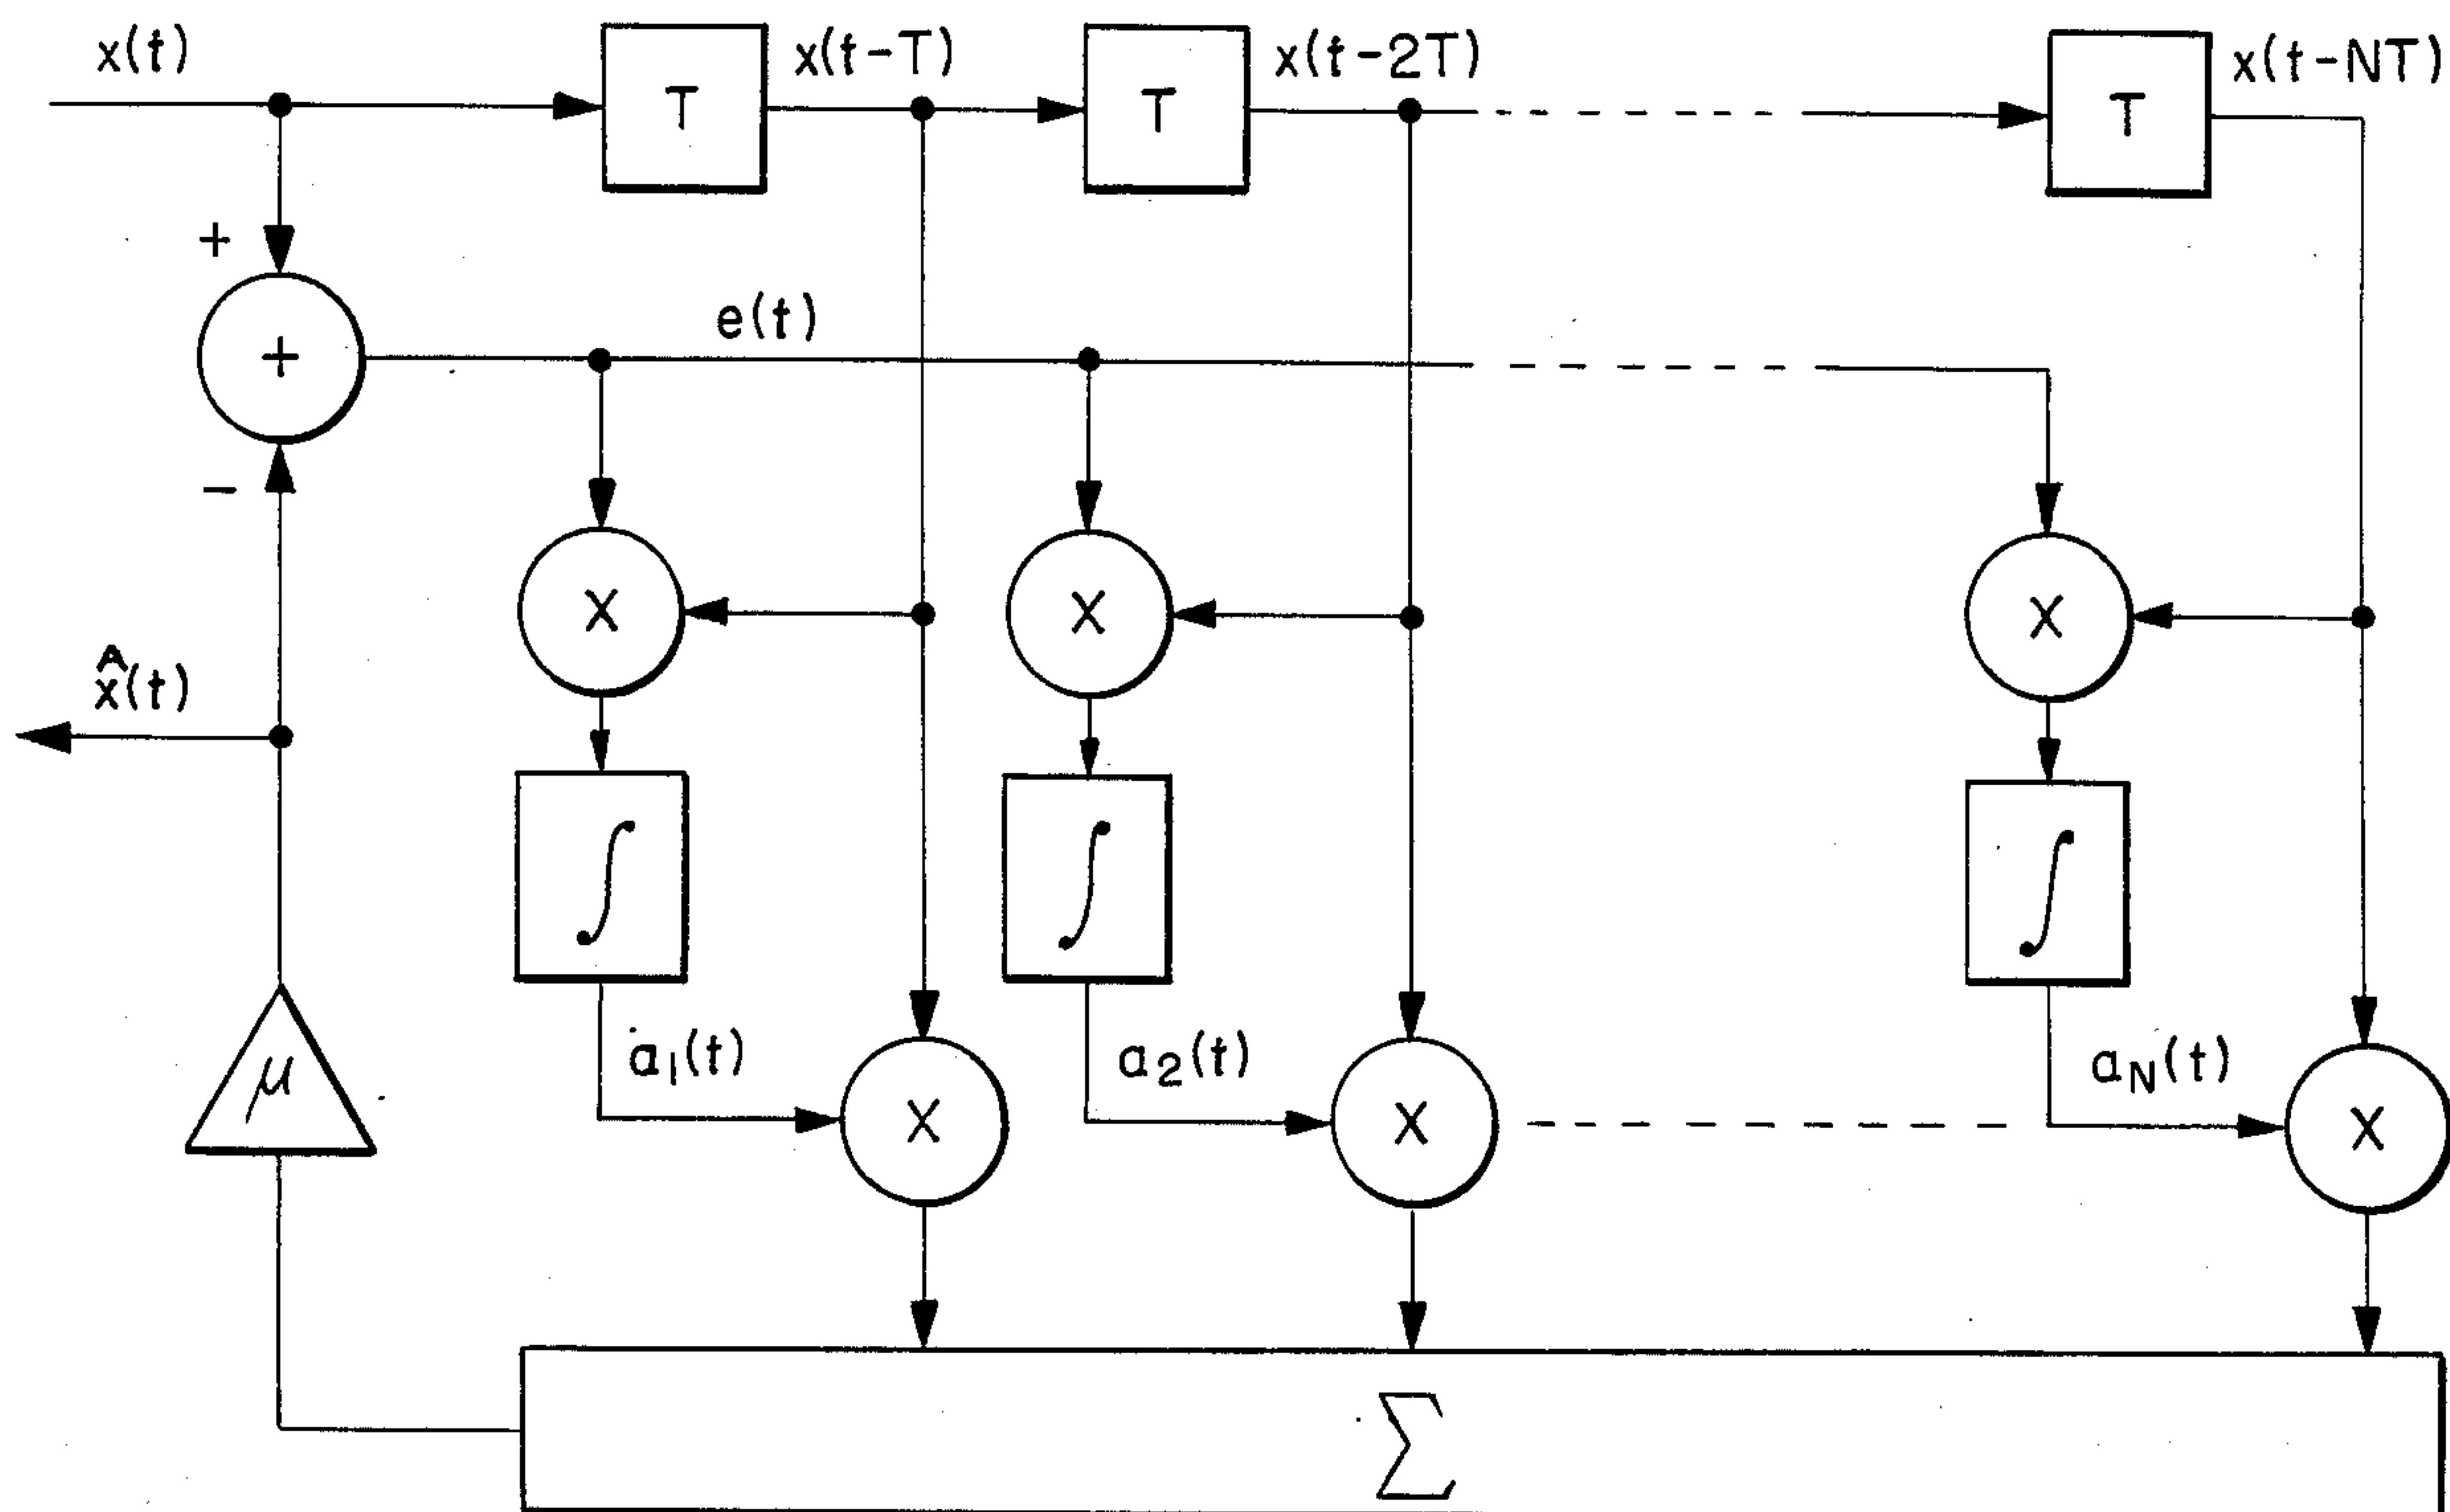 x(t)
T
x(t-T)
T
x(t-2T)
T
x(t-NT)
+
+
e(t)
−
X
X
X
x̂(t)
∫
∫
∫
μ
a₁(t)
X
a₂(t)
X
a_N(t)
X
Σ